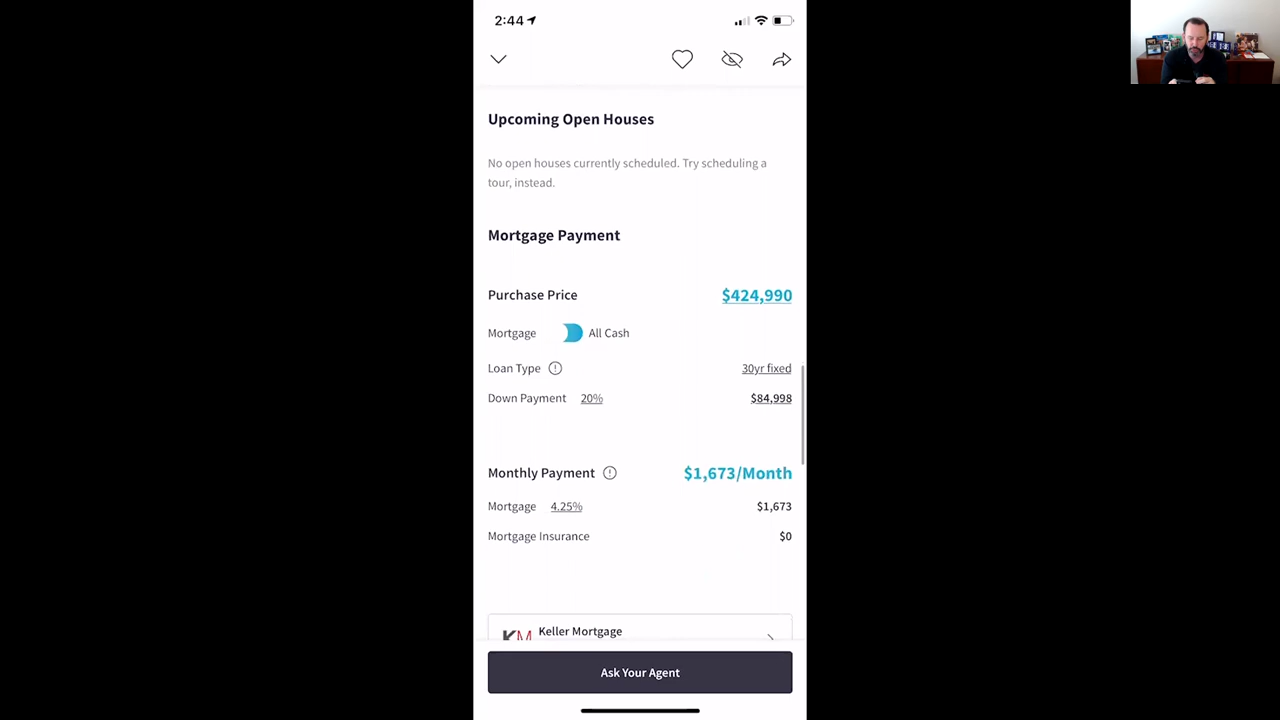 2:44
Upcoming Open Houses
No open houses currently scheduled. Try scheduling a
tour, instead.
Mortgage Payment
Purchase Price $424,990
Mortgage All Cash
Loan Type 30yr fixed
Down Payment 20% $84,998
Monthly Payment $1,673/Month
Mortgage 4.25% $1,673
Mortgage Insurance $0
KM Keller Mortgage
Ask Your Agent